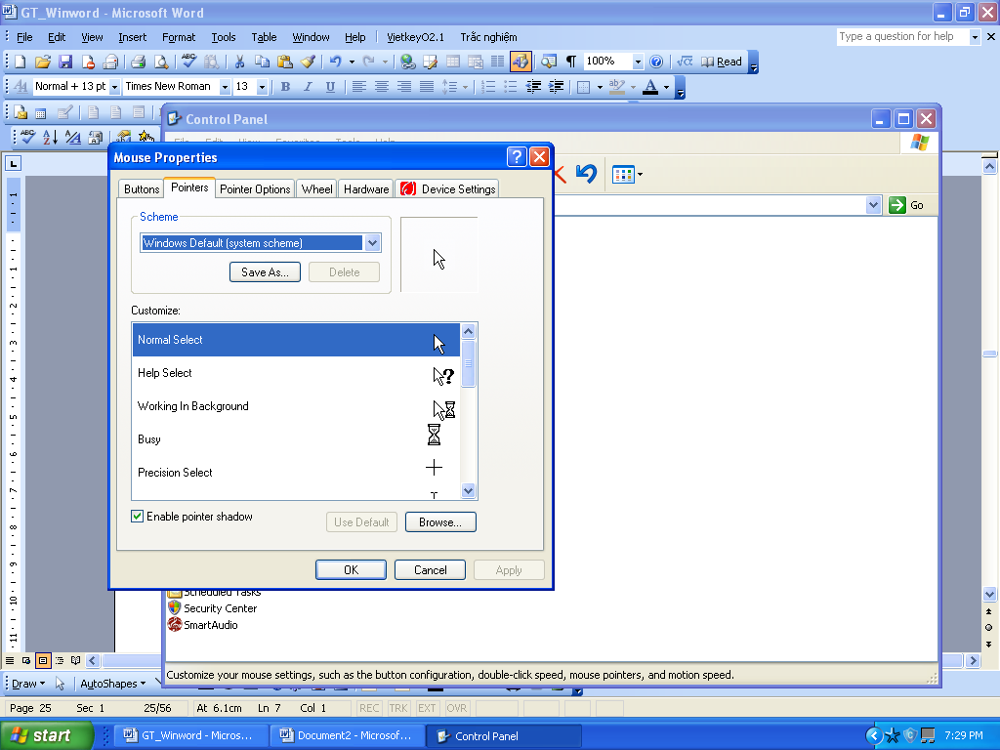 GT_Winword - Microsoft Word
File Edit View Insert Format Tools Table Window Help VietkeyO2.1 Trắc nghiệm Type a question for help
100% Read
Normal + 13 pt Times New Roman 13 B I U
Control Panel
Mouse Properties
Go
Buttons Pointers Pointer Options Wheel Hardware Device Settings
Scheme
Windows Default (system scheme)
Save As... Delete
Customize:
Normal Select
Help Select
Working In Background
Busy
Precision Select
Enable pointer shadow
Use Default Browse...
OK Cancel Apply
Scheduled Tasks
Security Center
SmartAudio
Customize your mouse settings, such as the button configuration, double-click speed, mouse pointers, and motion speed.
Draw AutoShapes
Page 25 Sec 1 25/56 At 6.1cm Ln 7 Col 1 REC TRK EXT OVR
start GT_Winword - Micros... Document2 - Microsof... Control Panel 7:29 PM